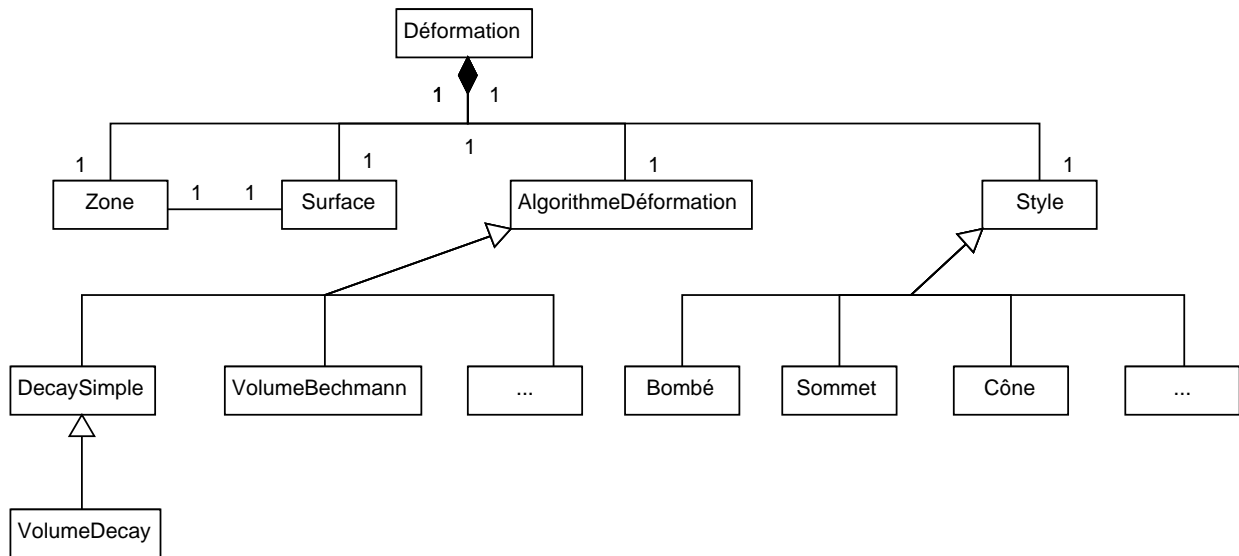 Déformation
1 1
1
1 1 1 1
Zone 1 1 Surface AlgorithmeDéformation Style
DecaySimple VolumeBechmann ... Bombé Sommet Cône ...
VolumeDecay